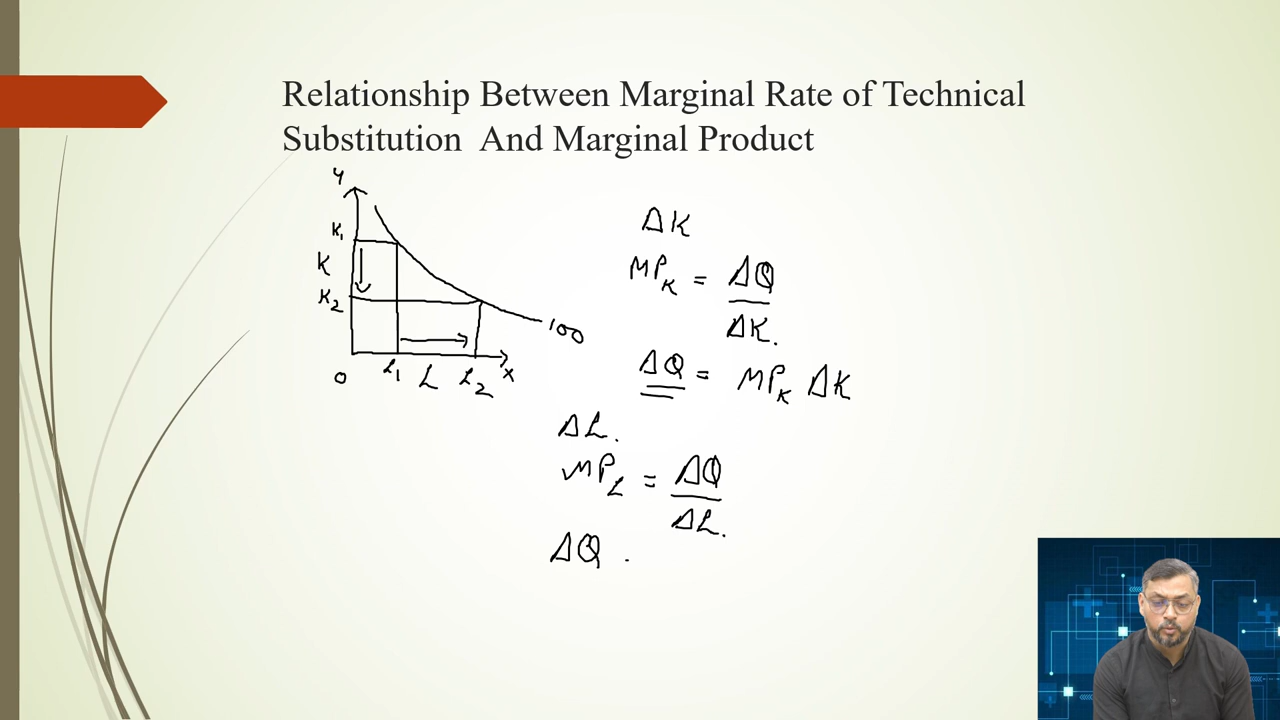 Relationship Between Marginal Rate of Technical
Substitution And Marginal Product
y
K1
K
K2
100
O
L1
L
L2
x
ΔK
MPK = ΔQ
ΔK.
ΔQ = MPK ΔK
ΔL.
MPL = ΔQ
ΔL.
ΔQ .